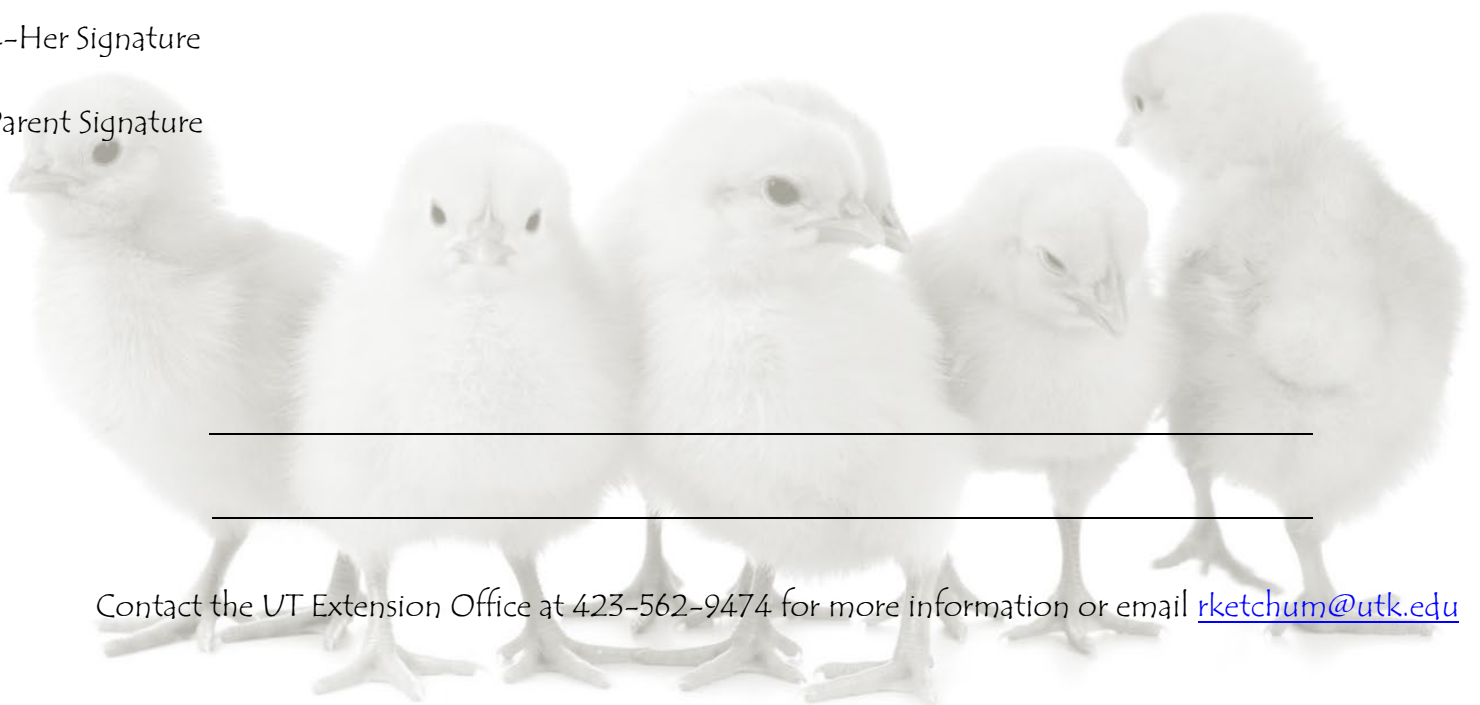 -Her Signature
Parent Signature
Contact the UT Extension Office at 423-562-9474 for more information or email rketchum@utk.edu